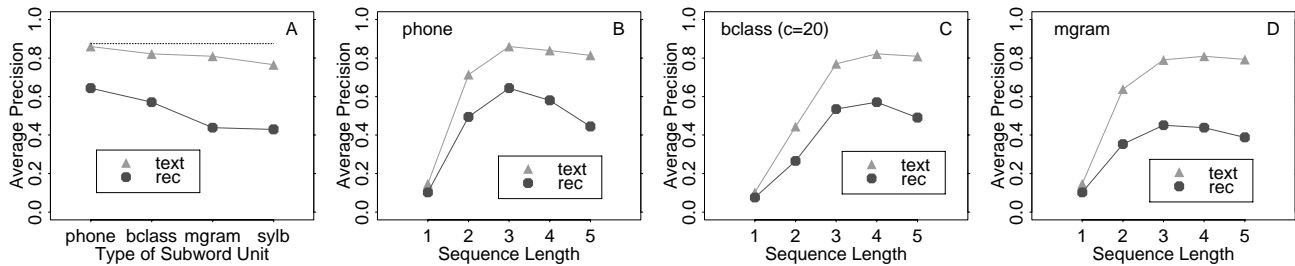 A
Average Precision
0.0 0.2 0.4 0.6 0.8 1.0
text
rec
phone bclass mgram sylb
Type of Subword Unit
phone B
Average Precision
0.0 0.2 0.4 0.6 0.8 1.0
text
rec
1 2 3 4 5
Sequence Length
bclass (c=20) C
Average Precision
0.0 0.2 0.4 0.6 0.8 1.0
text
rec
1 2 3 4 5
Sequence Length
mgram D
Average Precision
0.0 0.2 0.4 0.6 0.8 1.0
text
rec
1 2 3 4 5
Sequence Length